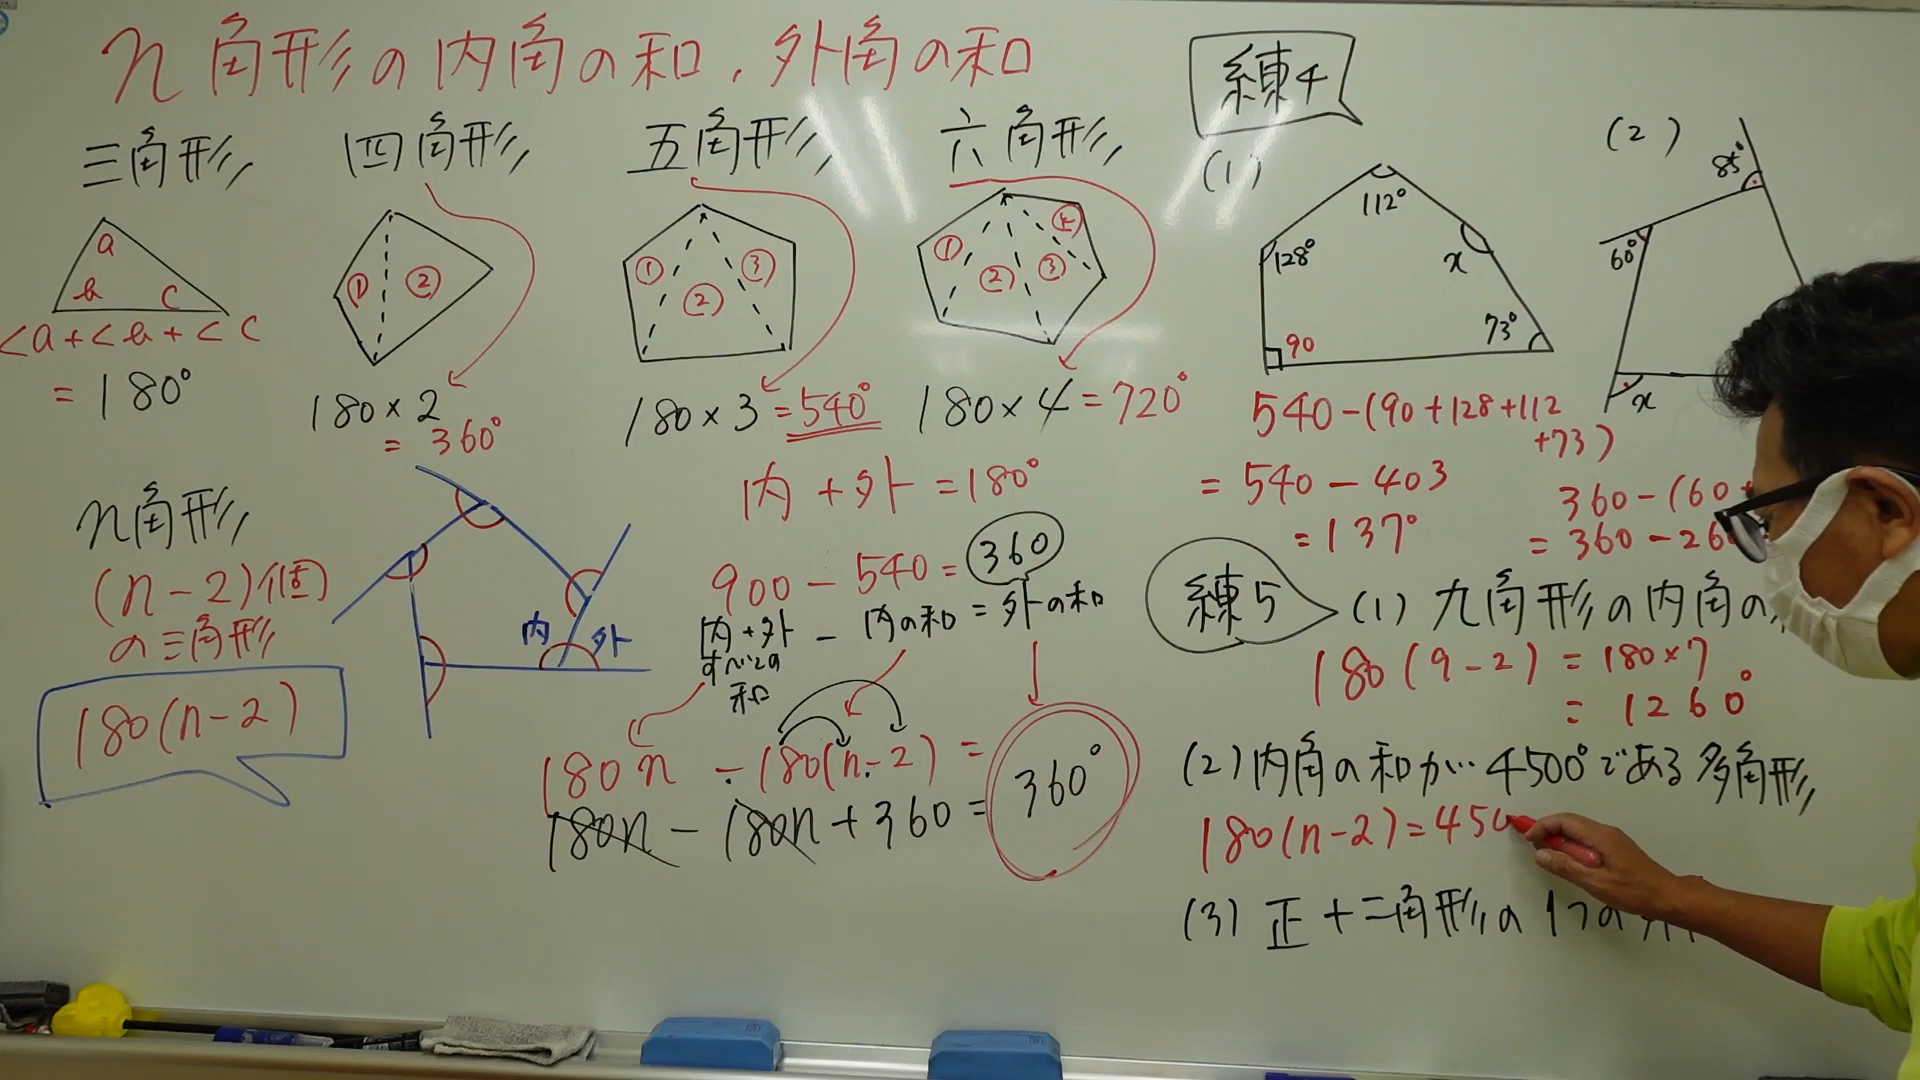 n角形の内角の和,外角の和
三角形
a
b
c
<a+<b+<c
=180°
四角形
①
②
180×2
=360°
五角形
①
②
③
180×3=540°
六角形
①
②
③
④
180×4=720°
n角形
(n-2)個
の三角形
180(n-2)
内
外
内+外=180°
900-540=360
内+外 - 内の和=外の和
すべての
和
180n-180(n-2)=
180n-180n+360=
360°
練4
(1)
112°
128°
x
73°
90
540-(90+128+112
+73)
=540-403
=137°
(2)
85°
60°
x
360-(60+
=360-26
練5
(1)九角形の内角の
180(9-2)=180×7
=1260°
(2)内角の和が4500°である多角形
180(n-2)=450
(3)正十二角形の1つの